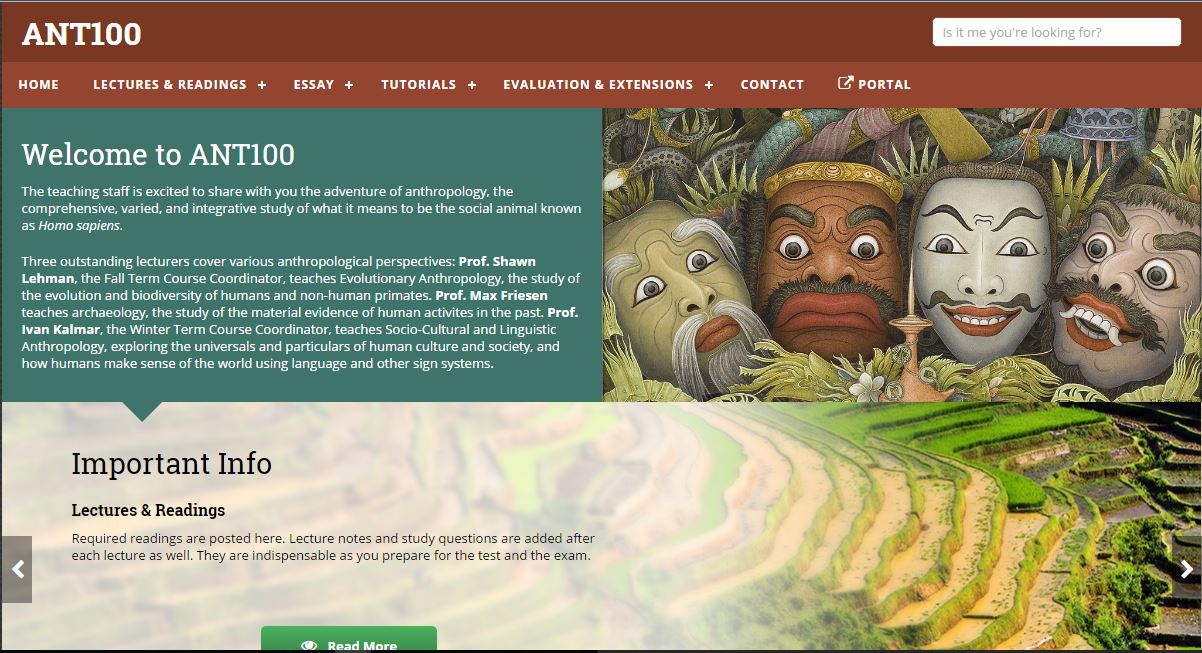 ANT100
Is it me you're looking for?
HOME LECTURES & READINGS + ESSAY + TUTORIALS + EVALUATION & EXTENSIONS + CONTACT PORTAL
Welcome to ANT100
The teaching staff is excited to share with you the adventure of anthropology, the
comprehensive, varied, and integrative study of what it means to be the social animal known
as Homo sapiens.
Three outstanding lecturers cover various anthropological perspectives: Prof. Shawn
Lehman, the Fall Term Course Coordinator, teaches Evolutionary Anthropology, the study of
the evolution and biodiversity of humans and non-human primates. Prof. Max Friesen
teaches archaeology, the study of the material evidence of human activites in the past. Prof.
Ivan Kalmar, the Winter Term Course Coordinator, teaches Socio-Cultural and Linguistic
Anthropology, exploring the universals and particulars of human culture and society, and
how humans make sense of the world using language and other sign systems.
Important Info
Lectures & Readings
Required readings are posted here. Lecture notes and study questions are added after
each lecture as well. They are indispensable as you prepare for the test and the exam.
Read More